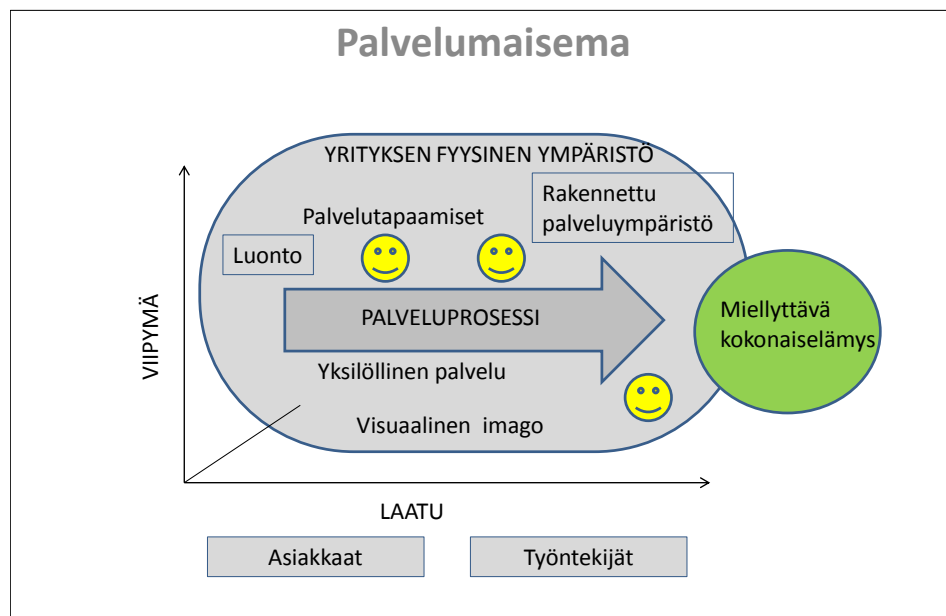 Palvelumaisema
YRITYKSEN FYYSINEN YMPÄRISTÖ
Rakennettu
palveluympäristö
Palvelutapaamiset
Luonto
PALVELUPROSESSI
Miellyttävä
kokonaiselämys
VIIPYMÄ
Yksilöllinen palvelu
Visuaalinen imago
LAATU
Asiakkaat
Työntekijät